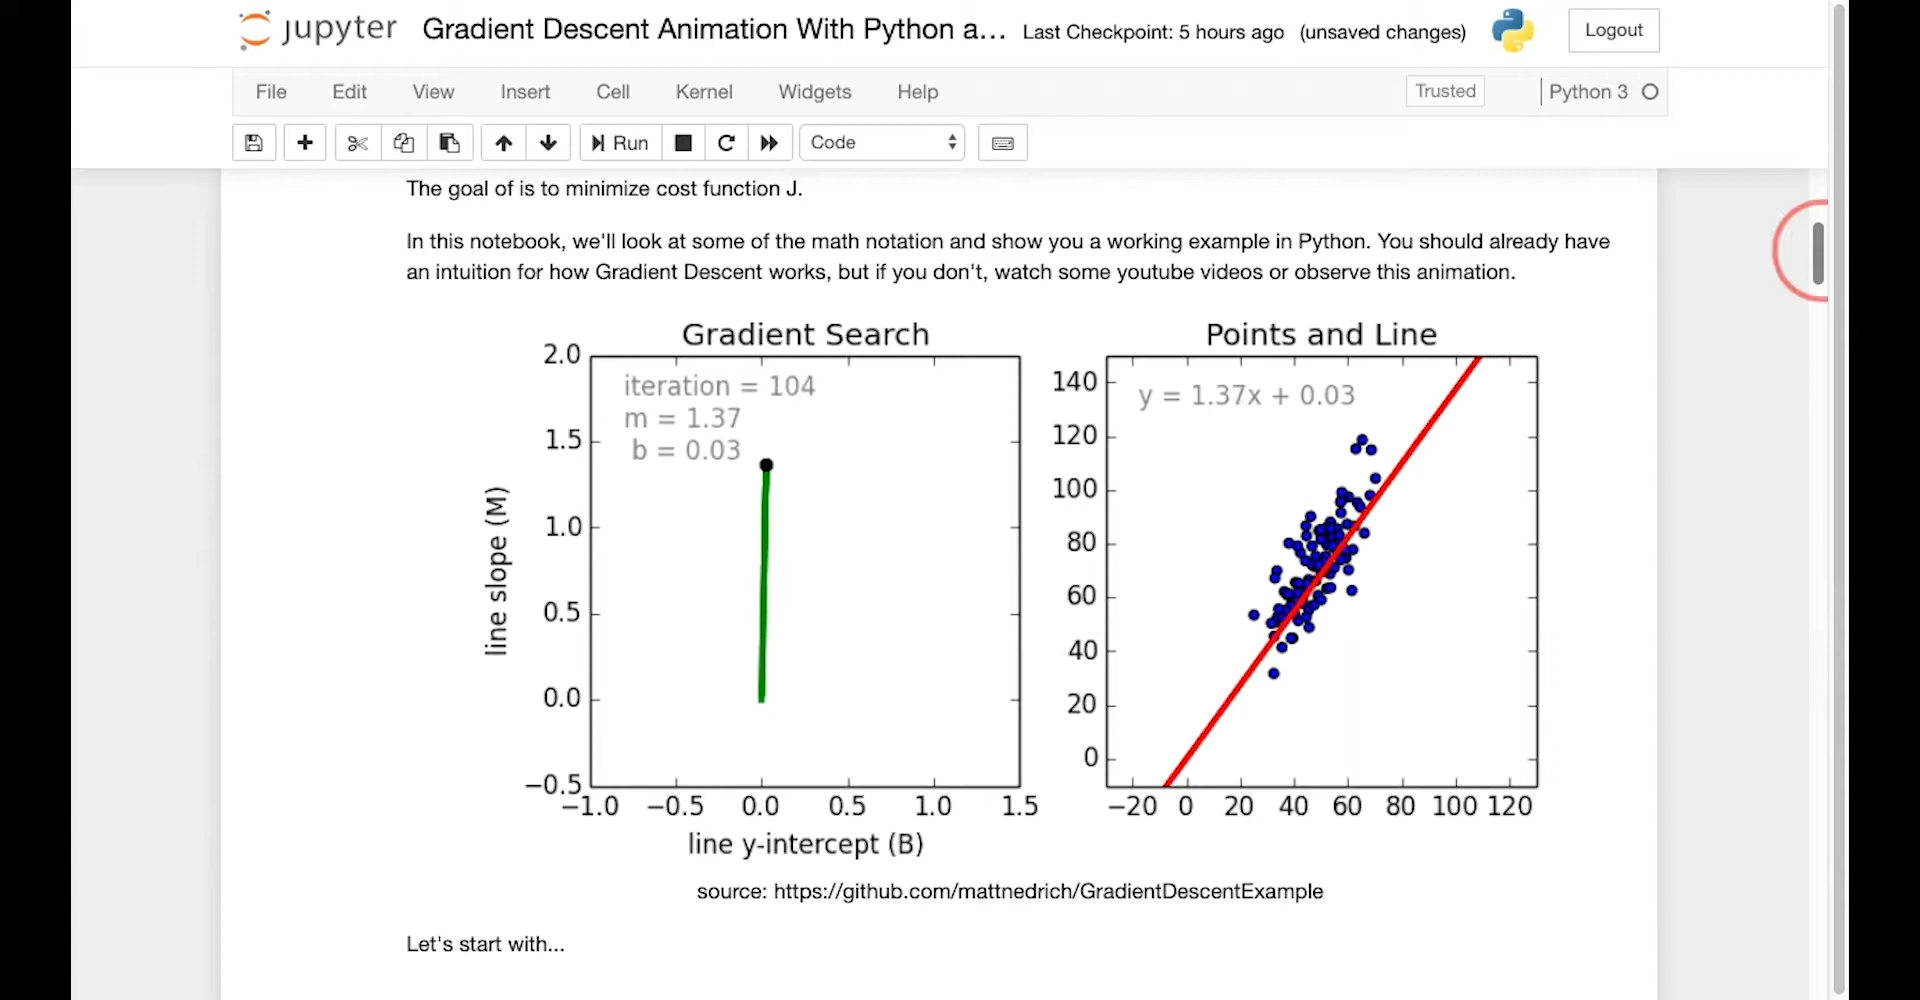 jupyter Gradient Descent Animation With Python a... Last Checkpoint: 5 hours ago (unsaved changes) Logout
File Edit View Insert Cell Kernel Widgets Help Trusted Python 3
Run Code
The goal of is to minimize cost function J.
In this notebook, we'll look at some of the math notation and show you a working example in Python. You should already have
an intuition for how Gradient Descent works, but if you don't, watch some youtube videos or observe this animation.
Gradient Search
2.0
1.5
1.0
0.5
0.0
−0.5
line slope (M)
iteration = 104
m = 1.37
b = 0.03
−1.0 −0.5 0.0 0.5 1.0 1.5
line y-intercept (B)
Points and Line
140
120
100
80
60
40
20
0
y = 1.37x + 0.03
−20 0 20 40 60 80 100 120
source: https://github.com/mattnedrich/GradientDescentExample
Let's start with...